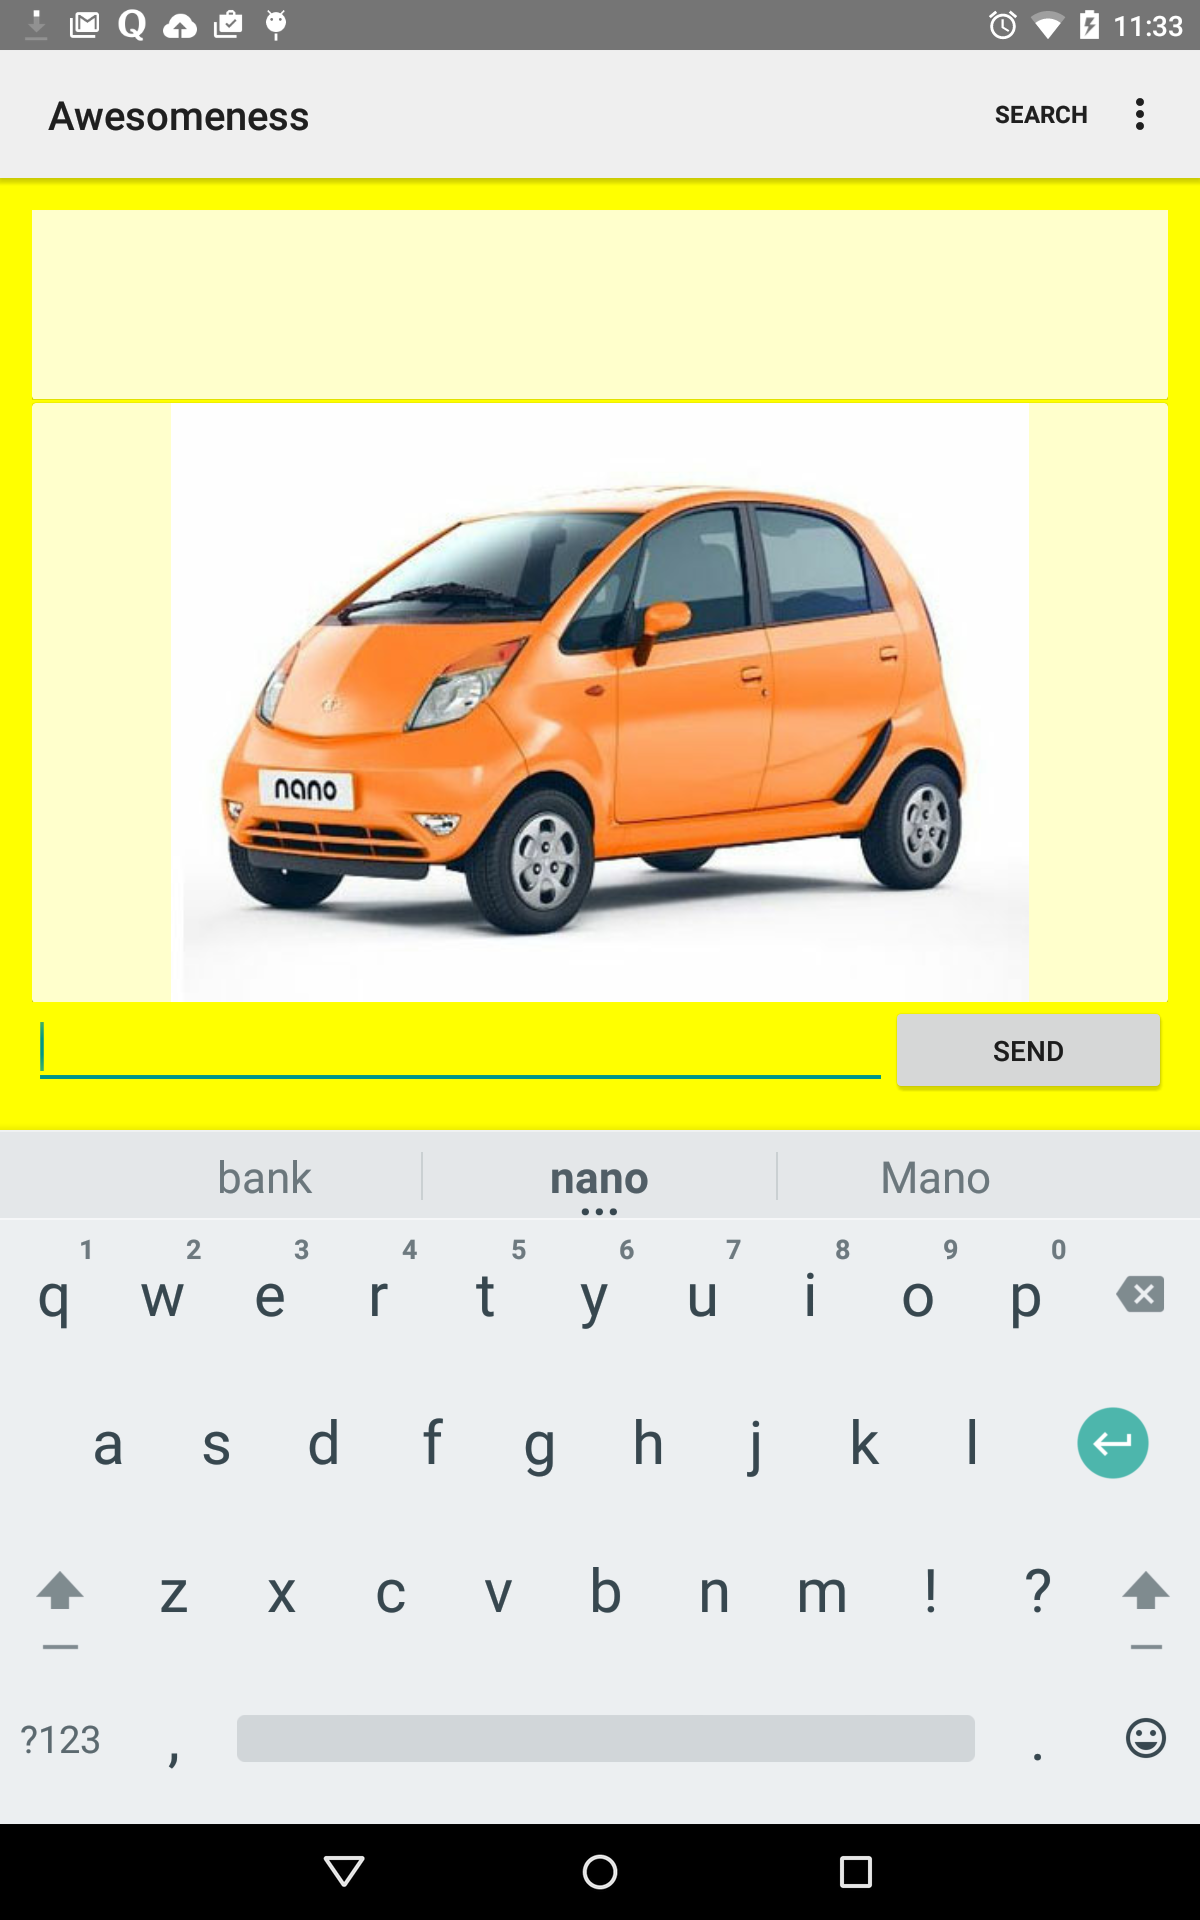 11:33
Awesomeness SEARCH
nano
SEND
bank nano Mano
1 2 3 4 5 6 7 8 9 0
q w e r t y u i o p
a s d f g h j k l
z x c v b n m ! ?
?123 , .